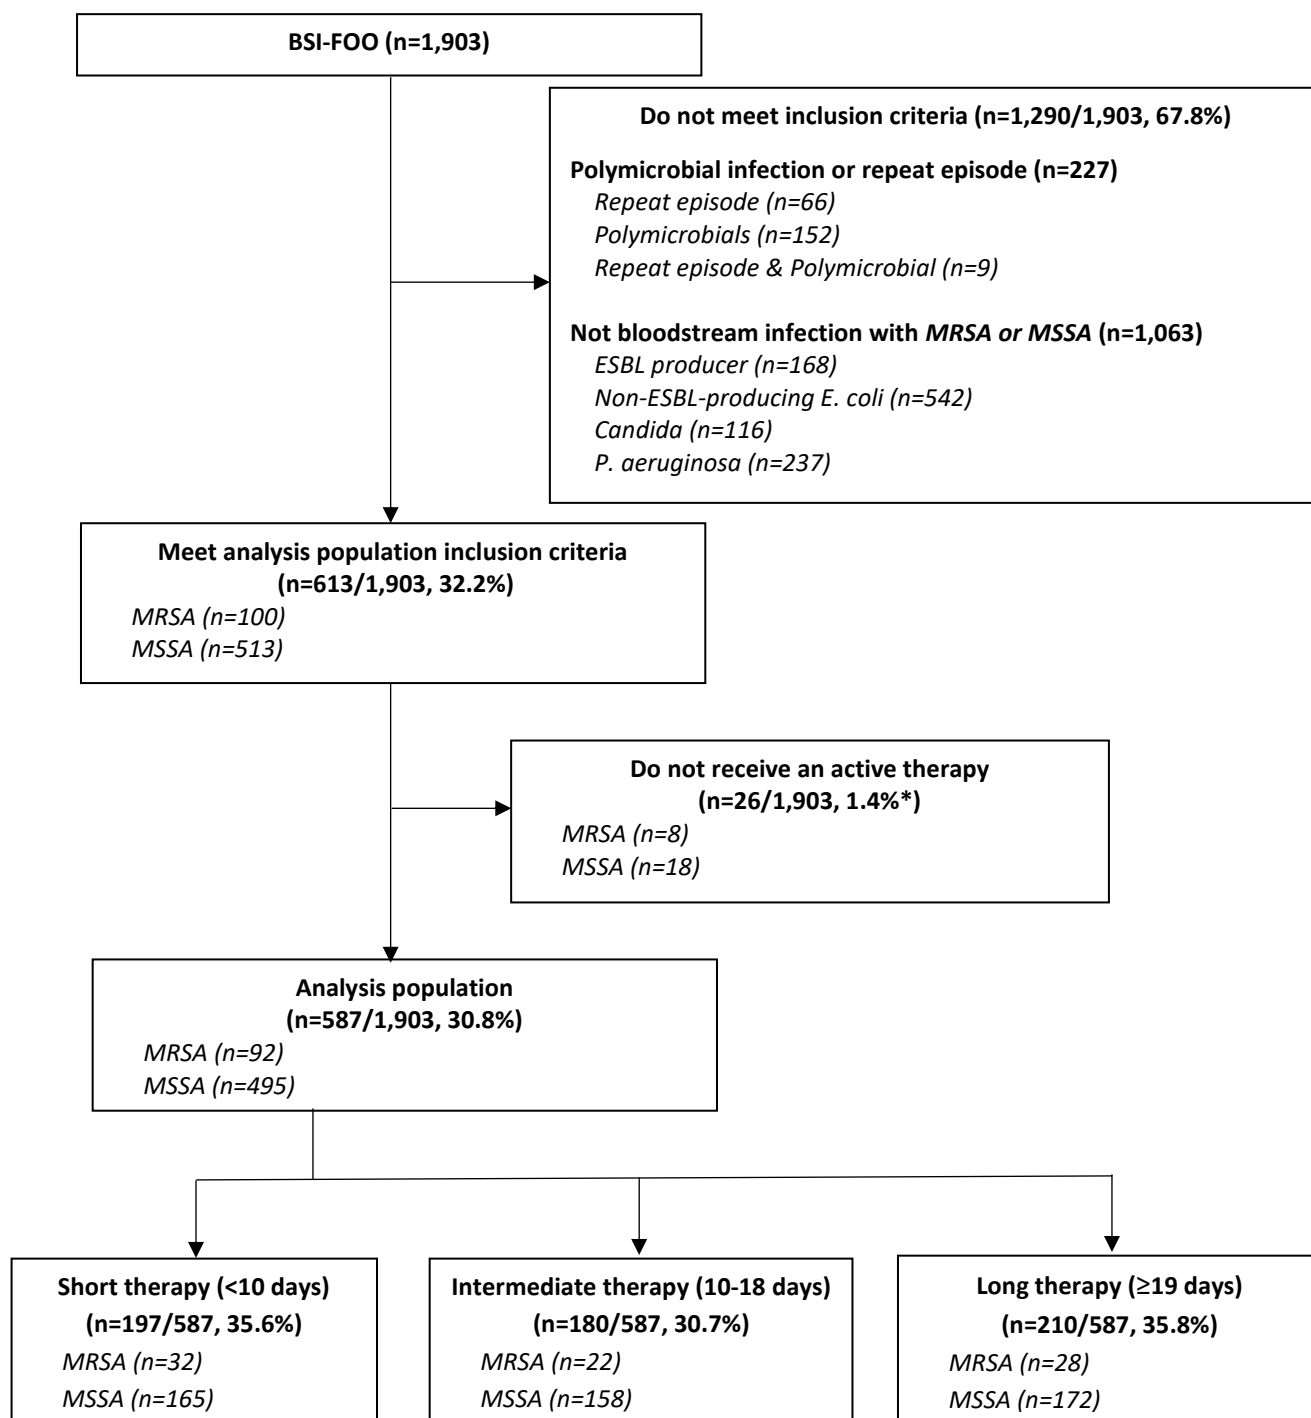 BSI-FOO (n=1,903)
Do not meet inclusion criteria (n=1,290/1,903, 67.8%)
Polymicrobial infection or repeat episode (n=227)
Repeat episode (n=66)
Polymicrobials (n=152)
Repeat episode & Polymicrobial (n=9)
Not bloodstream infection with MRSA or MSSA (n=1,063)
ESBL producer (n=168)
Non-ESBL-producing E. coli (n=542)
Candida (n=116)
P. aeruginosa (n=237)
Meet analysis population inclusion criteria
(n=613/1,903, 32.2%)
MRSA (n=100)
MSSA (n=513)
Do not receive an active therapy
(n=26/1,903, 1.4%*)
MRSA (n=8)
MSSA (n=18)
Analysis population
(n=587/1,903, 30.8%)
MRSA (n=92)
MSSA (n=495)
Short therapy (<10 days)
(n=197/587, 35.6%)
MRSA (n=32)
MSSA (n=165)
Intermediate therapy (10-18 days)
(n=180/587, 30.7%)
MRSA (n=22)
MSSA (n=158)
Long therapy (≥19 days)
(n=210/587, 35.8%)
MRSA (n=28)
MSSA (n=172)